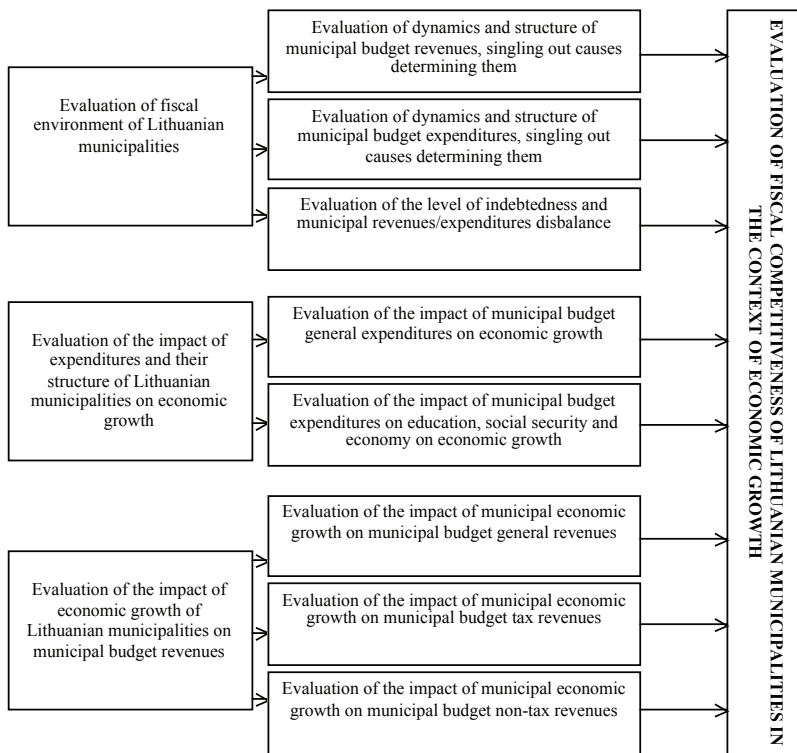 Evaluation of fiscal
environment of Lithuanian
municipalities
Evaluation of dynamics and structure of
municipal budget revenues, singling out causes
determining them
Evaluation of dynamics and structure of
municipal budget expenditures, singling out
causes determining them
Evaluation of the level of indebtedness and
municipal revenues/expenditures disbalance
Evaluation of the impact of
expenditures and their
structure of Lithuanian
municipalities on economic
growth
Evaluation of the impact of municipal budget
general expenditures on economic growth
Evaluation of the impact of municipal budget
expenditures on education, social security and
economy on economic growth
Evaluation of the impact of
economic growth of
Lithuanian municipalities on
municipal budget revenues
Evaluation of the impact of municipal economic
growth on municipal budget general revenues
Evaluation of the impact of municipal economic
growth on municipal budget tax revenues
Evaluation of the impact of municipal economic
growth on municipal budget non-tax revenues
EVALUATION OF FISCAL COMPETITIVENESS OF LITHUANIAN MUNICIPALITIES IN
THE CONTEXT OF ECONOMIC GROWTH